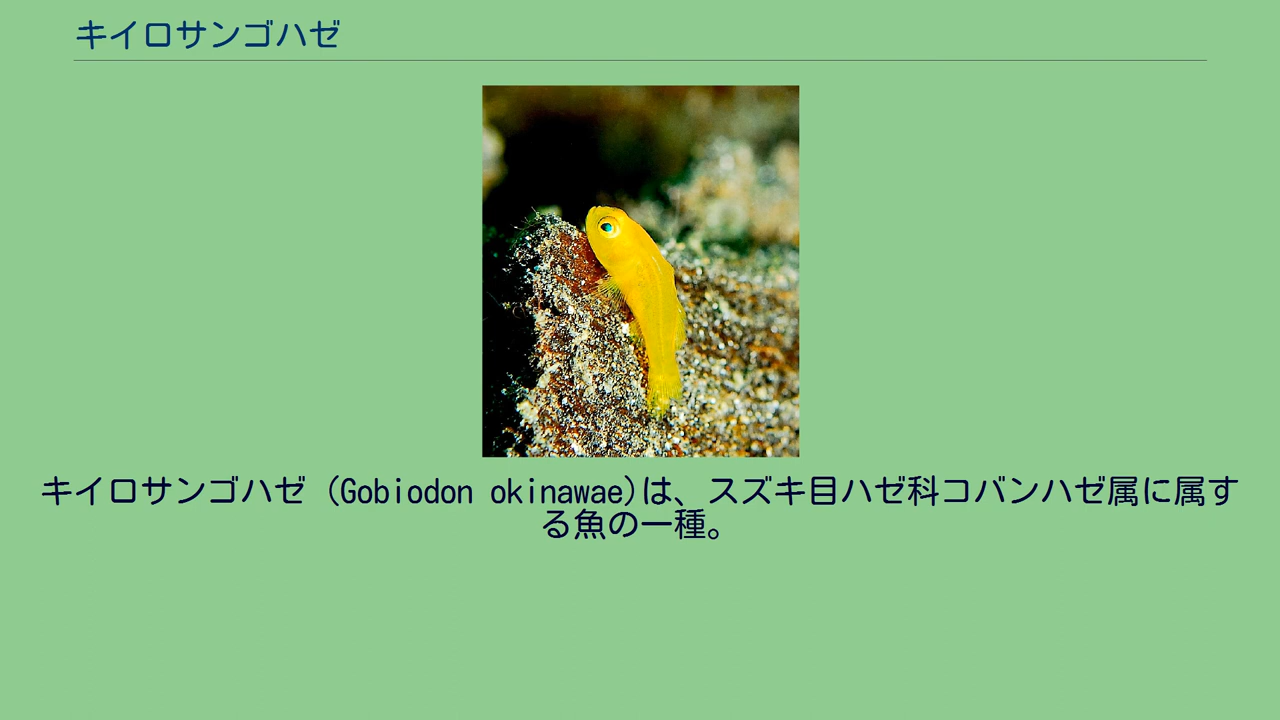 キイロサンゴハゼ
キイロサンゴハゼ (Gobiodon okinawae)は、スズキ目ハゼ科コバンハゼ属に属す
る魚の一種。